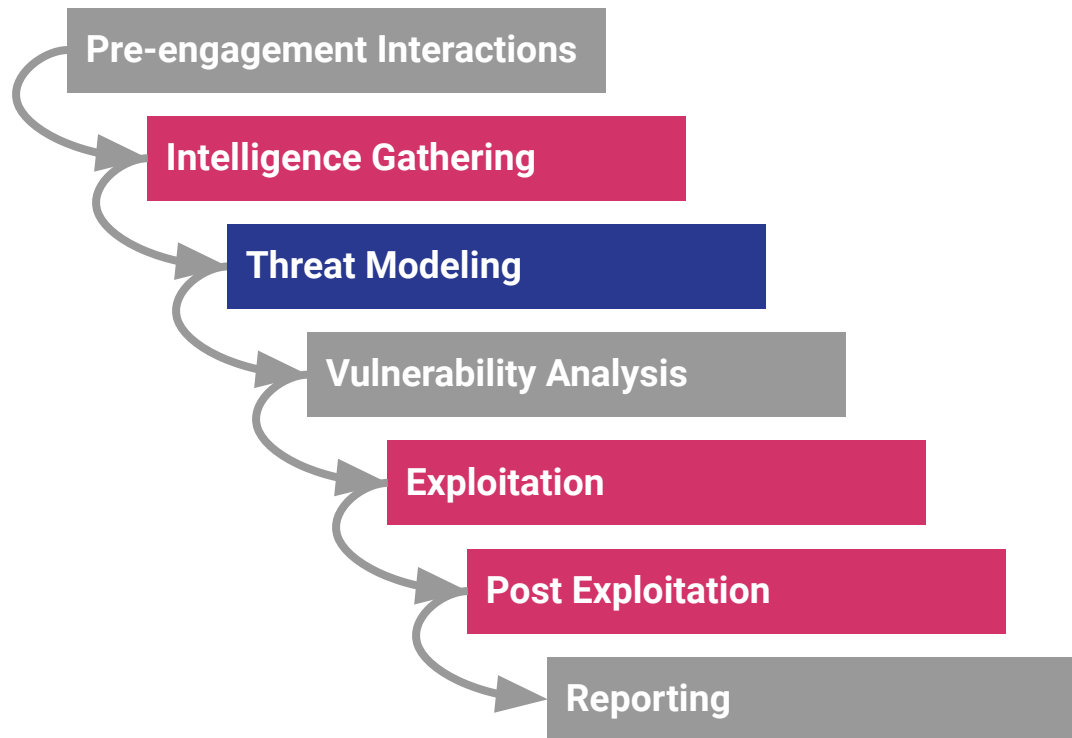 Pre-engagement Interactions
Intelligence Gathering
Threat Modeling
Vulnerability Analysis
Exploitation
Post Exploitation
Reporting